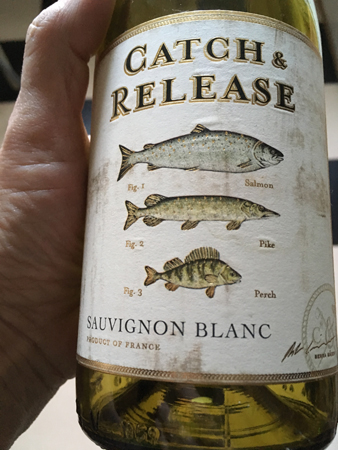 CATCH &
RELEASE
Fig. 1 Salmon
Fig. 2 Pike
Fig. 3 Perch
SAUVIGNON BLANC
PRODUCT OF FRANCE